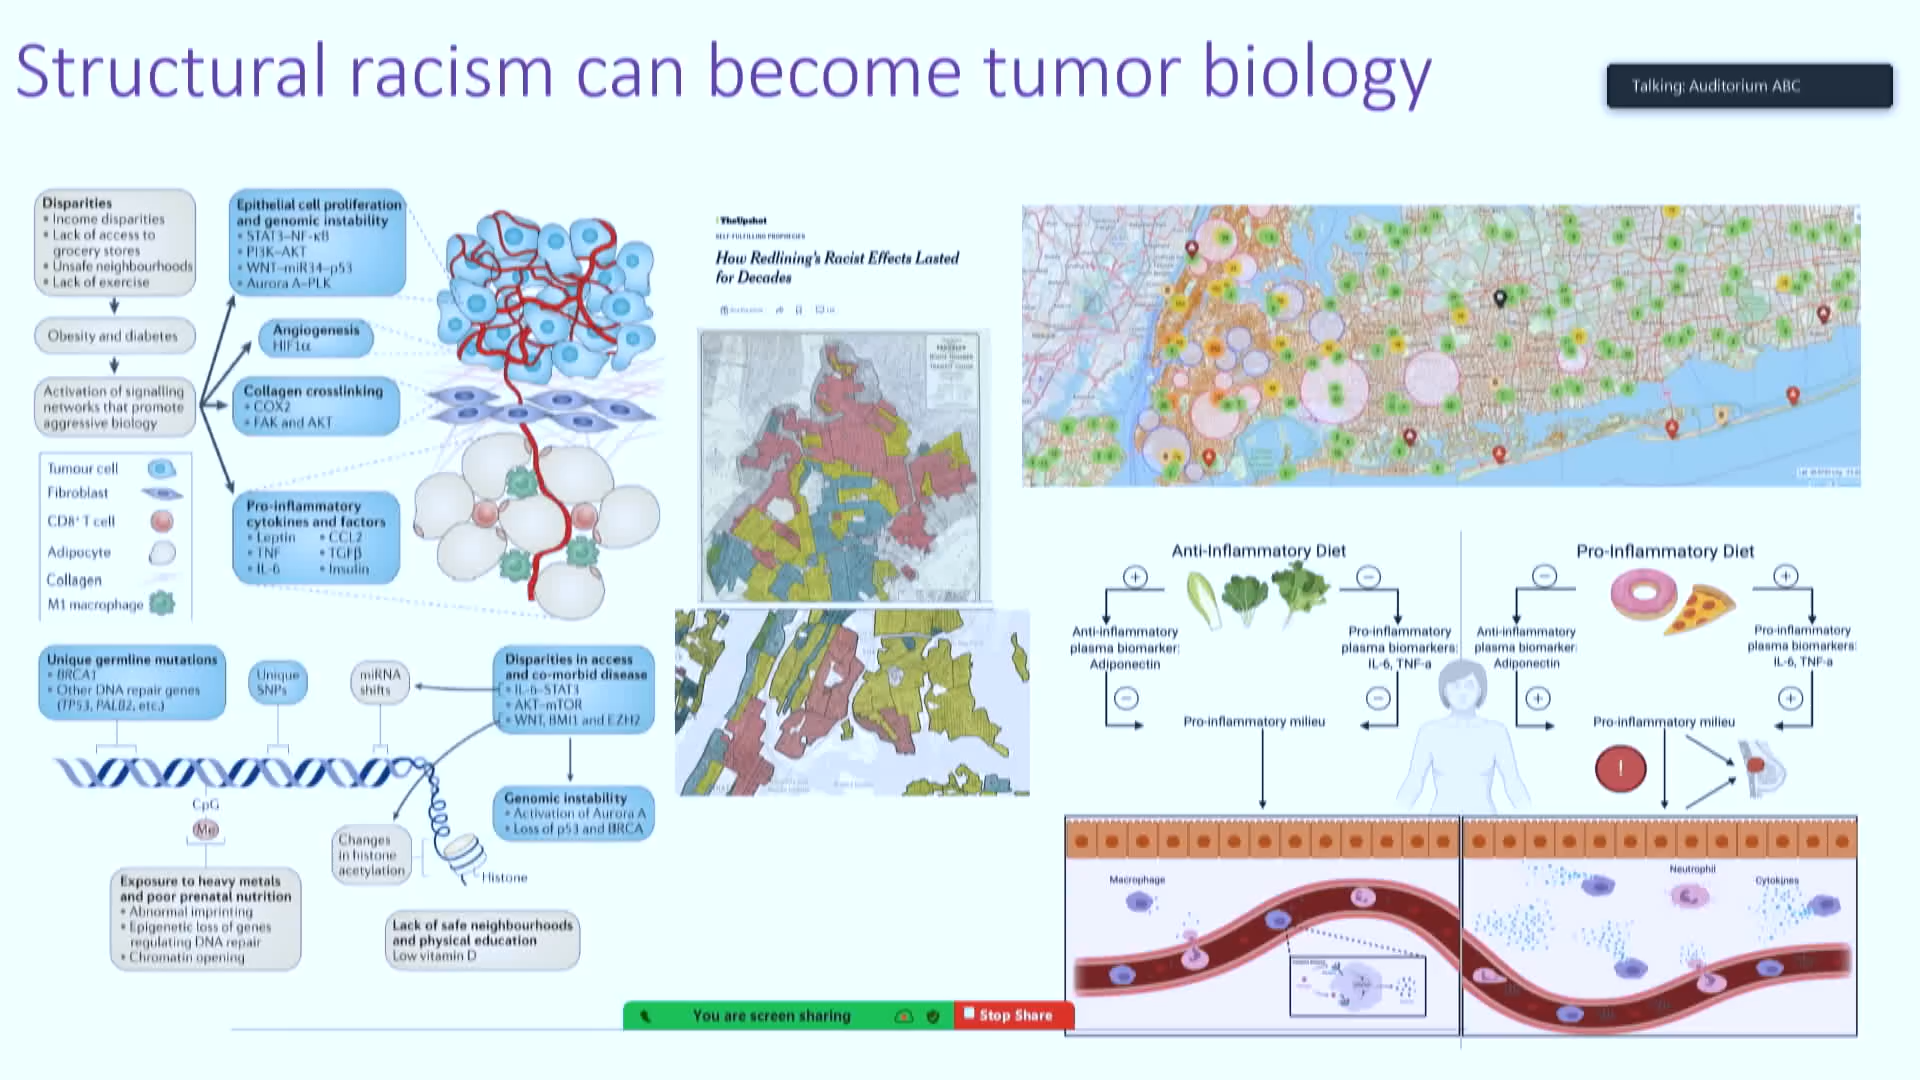 Structural racism can become tumor biology
Talking: Auditorium ABC
Disparities
• Income disparities
• Lack of access to
grocery stores
• Unsafe neighbourhoods
• Lack of exercise
Obesity and diabetes
Activation of signalling
networks that promote
aggressive biology
Epithelial cell proliferation
and genomic instability
• STAT3–NF-κB
• PI3K–AKT
• WNT–miR34–p53
• Aurora A–PLK
Angiogenesis
HIF1α
Collagen crosslinking
• COX2
• FAK and AKT
Pro-inflammatory
cytokines and factors
• Leptin • CCL2
• TNF • TGFβ
• IL-6 • Insulin
Tumour cell
Fibroblast
CD8⁺ T cell
Adipocyte
Collagen
M1 macrophage
Unique germline mutations
• BRCA1
• Other DNA repair genes
(TP53, PALB2, etc.)
Unique
SNPs
miRNA
shifts
Disparities in access
and co-morbid disease
• IL-6–STAT3
• AKT–mTOR
• WNT, BMI1 and EZH2
Genomic instability
• Activation of Aurora A
• Loss of p53 and BRCA
CpG
Me
Changes
in histone
acetylation
Histone
Exposure to heavy metals
and poor prenatal nutrition
• Abnormal imprinting
• Epigenetic loss of genes
regulating DNA repair
• Chromatin opening
Lack of safe neighbourhoods
and physical education
Low vitamin D
TheUpshot
SELF-FULFILLING PROPHECIES
How Redlining's Racist Effects Lasted
for Decades
Anti-Inflammatory Diet
Anti-inflammatory
plasma biomarker:
Adiponectin
Pro-inflammatory
plasma biomarkers:
IL-6, TNF-a
Pro-inflammatory milieu
Pro-Inflammatory Diet
Anti-inflammatory
plasma biomarker:
Adiponectin
Pro-inflammatory
plasma biomarkers:
IL-6, TNF-a
Pro-inflammatory milieu
Macrophage
Neutrophil
Cytokines
You are screen sharing
Stop Share